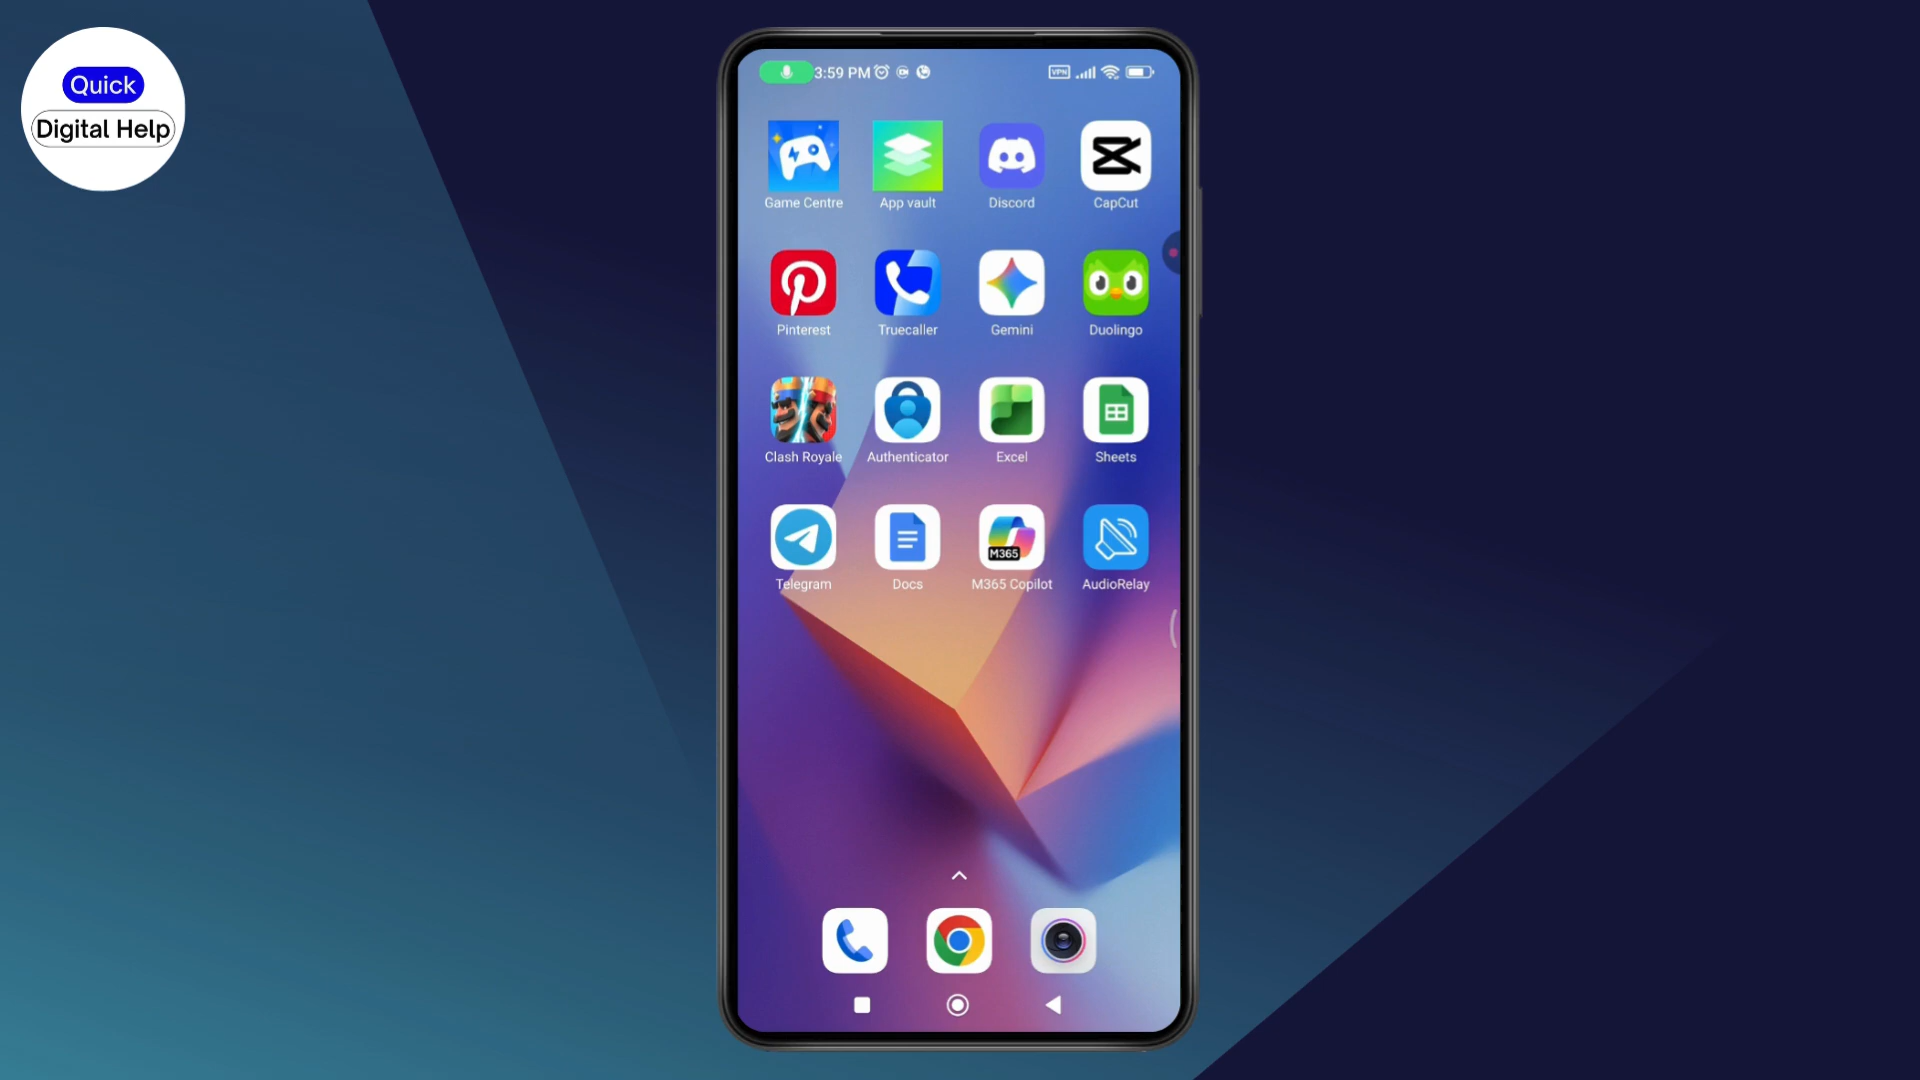 Quick
Digital Help
3:59 PM
VPN
Game Centre
App vault
Discord
CapCut
Pinterest
Truecaller
Gemini
Duolingo
Clash Royale
Authenticator
Excel
Sheets
M365
Telegram
Docs
M365 Copilot
AudioRelay